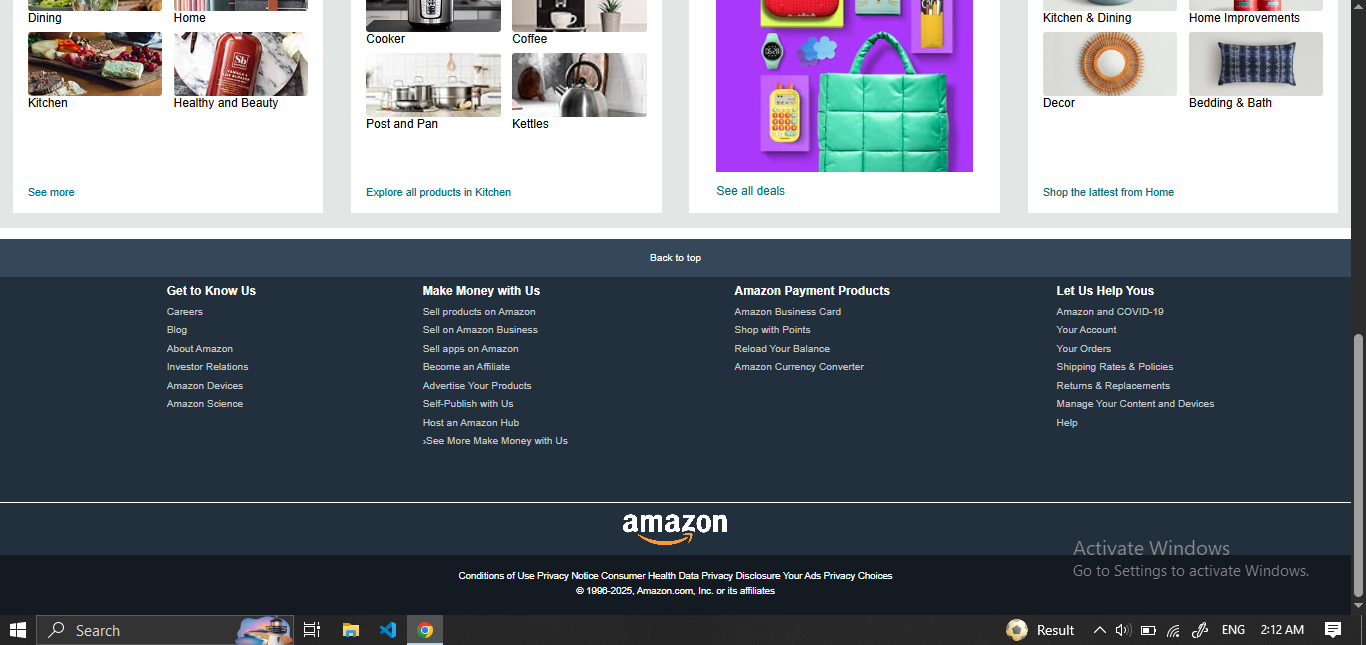 Dining
Home
Kitchen
Healthy and Beauty
See more
Cooker
Coffee
Post and Pan
Kettles
Explore all products in Kitchen
See all deals
Kitchen & Dining
Home Improvements
Decor
Bedding & Bath
Shop the lattest from Home
Back to top
Get to Know Us
Careers
Blog
About Amazon
Investor Relations
Amazon Devices
Amazon Science
Make Money with Us
Sell products on Amazon
Sell on Amazon Business
Sell apps on Amazon
Become an Affiliate
Advertise Your Products
Self-Publish with Us
Host an Amazon Hub
›See More Make Money with Us
Amazon Payment Products
Amazon Business Card
Shop with Points
Reload Your Balance
Amazon Currency Converter
Let Us Help Yous
Amazon and COVID-19
Your Account
Your Orders
Shipping Rates & Policies
Returns & Replacements
Manage Your Content and Devices
Help
amazon
Activate Windows
Go to Settings to activate Windows.
Conditions of Use Privacy Notice Consumer Health Data Privacy Disclosure Your Ads Privacy Choices
© 1996-2025, Amazon.com, Inc. or its affiliates
Search
Result
ENG
2:12 AM